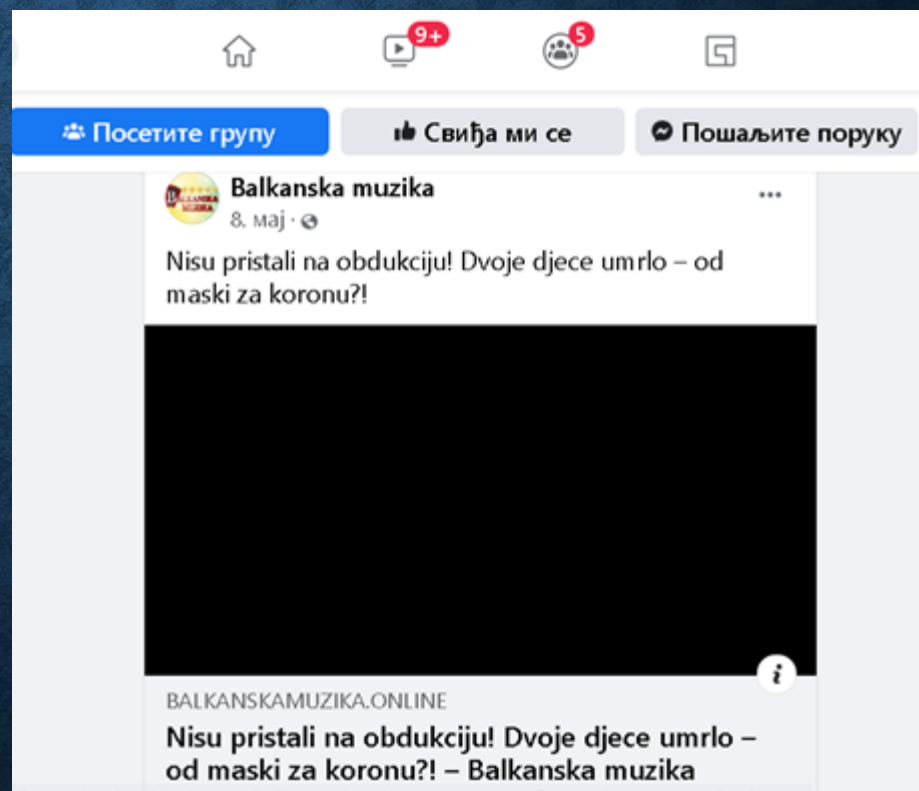 9+
5
Посетите групу
Свиђа ми се
Пошаљите поруку
Balkanska muzika
8. мај ·
Nisu pristali na obdukciju! Dvoje djece umrlo – od
maski za koronu?!
BALKANSKAMUZIKA.ONLINE
Nisu pristali na obdukciju! Dvoje djece umrlo –
od maski za koronu?! – Balkanska muzika